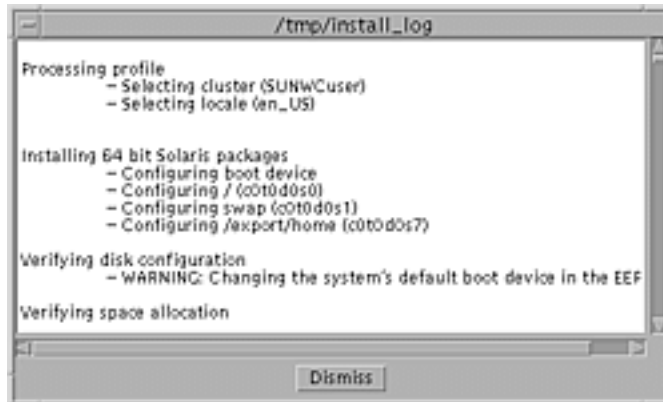 /tmp/install_log
Processing profile
– Selecting cluster (SUNWCuser)
– Selecting locale (en_US)
Installing 64 bit Solaris packages
– Configuring boot device
– Configuring / (c0t0d0s0)
– Configuring swap (c0t0d0s1)
– Configuring /export/home (c0t0d0s7)
Verifying disk configuration
– WARNING: Changing the system's default boot device in the EEP
Verifying space allocation
Dismiss